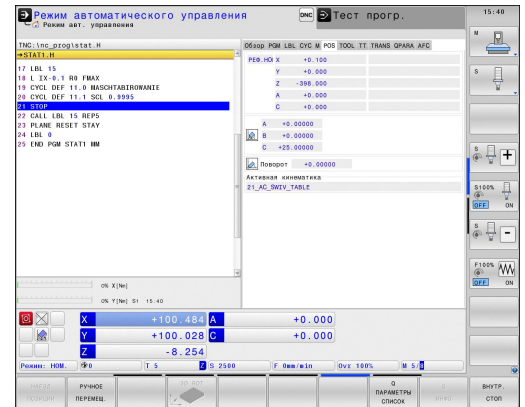 Режим автоматического управления
Режим авт. управления
DNC
Тест прогр.
15:40
TNC:\nc_prog\stat.H
→STAT1.H
17 LBL 15
18 L IX-0.1 R0 FMAX
19 CYCL DEF 11.0 MASCHTABIROWANIE
20 CYCL DEF 11.1 SCL 0.9995
21 STOP
22 CALL LBL 15 REP5
23 PLANE RESET STAY
24 LBL 0
25 END PGM STAT1 MM
0% X[Nm]
0% Y[Nm] S1 15:40
Обзор PGM LBL CYC M POS TOOL TT TRANS QPARA AFC
РЕФ.НОМ X +0.100
Y +0.000
Z -398.000
A +0.000
C +0.000
A +0.00000
B +0.00000
C +25.00000
Поворот +0.00000
Активная кинематика
21_AC_SWIV_TABLE
X +100.484 A +0.000
Y +100.028 C +0.000
Z -8.254
Режим: НОМ. 0 T 5 Z S 2500 F 0mm/min Ovr 100% M 5/8
M
S
S
S100%
OFF ON
S
F100%
OFF ON
РУЧНОЕ
ПЕРЕМЕЩ.
3D ROT
Q
ПАРАМЕТРЫ
СПИСОК
ВНУТР.
СТОП